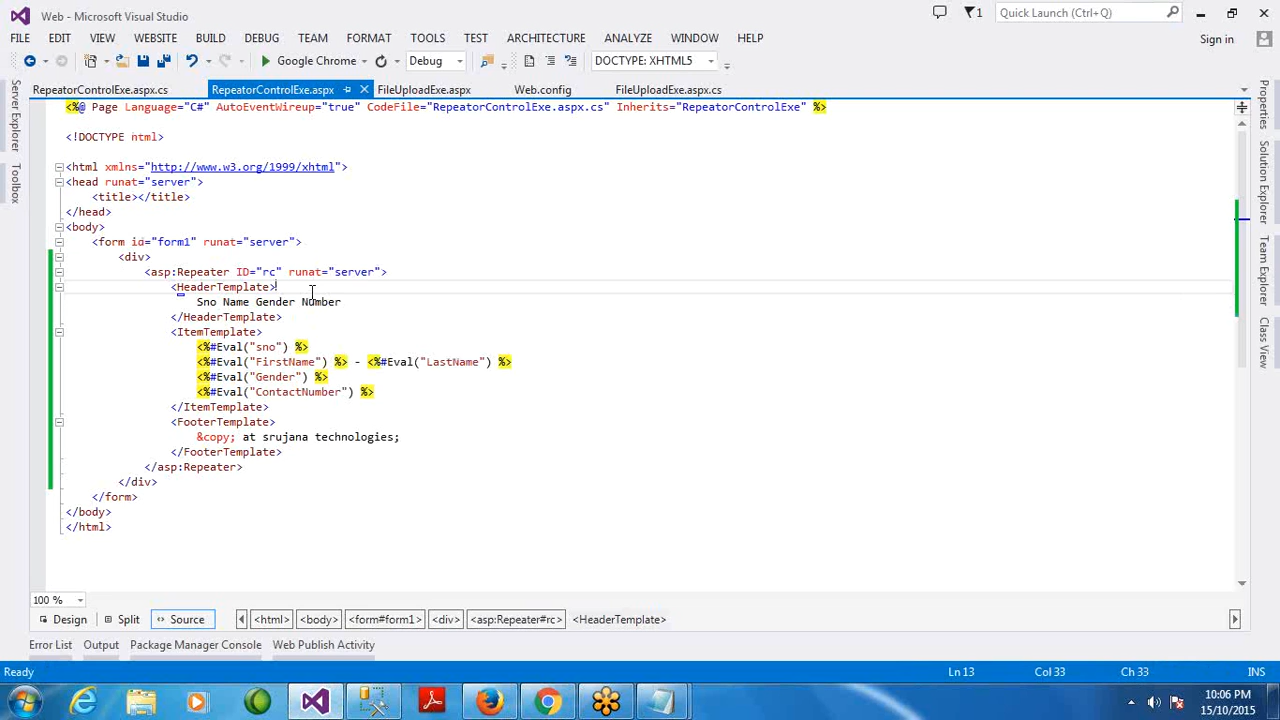 Web - Microsoft Visual Studio
1
Quick Launch (Ctrl+Q)
FILE EDIT VIEW WEBSITE BUILD DEBUG TEAM FORMAT TOOLS TEST ARCHITECTURE ANALYZE WINDOW HELP
Sign in
Google Chrome Debug DOCTYPE: XHTML5
RepeatorControlExe.aspx.cs RepeatorControlExe.aspx FileUploadExe.aspx Web.config FileUploadExe.aspx.cs
Server Explorer
Toolbox
Properties
Solution Explorer
Team Explorer
Class View
<%@ Page Language="C#" AutoEventWireup="true" CodeFile="RepeatorControlExe.aspx.cs" Inherits="RepeatorControlExe" %>
<!DOCTYPE html>
<html xmlns="http://www.w3.org/1999/xhtml">
<head runat="server">
<title></title>
</head>
<body>
<form id="form1" runat="server">
<div>
<asp:Repeater ID="rc" runat="server">
<HeaderTemplate>
Sno Name Gender Number
</HeaderTemplate>
<ItemTemplate>
<%#Eval("sno") %>
<%#Eval("FirstName") %> - <%#Eval("LastName") %>
<%#Eval("Gender") %>
<%#Eval("ContactNumber") %>
</ItemTemplate>
<FooterTemplate>
&copy; at srujana technologies;
</FooterTemplate>
</asp:Repeater>
</div>
</form>
</body>
</html>
100 %
Design Split Source <html> <body> <form#form1> <div> <asp:Repeater#rc> <HeaderTemplate>
Error List Output Package Manager Console Web Publish Activity
Ready Ln 13 Col 33 Ch 33 INS
10:06 PM
15/10/2015